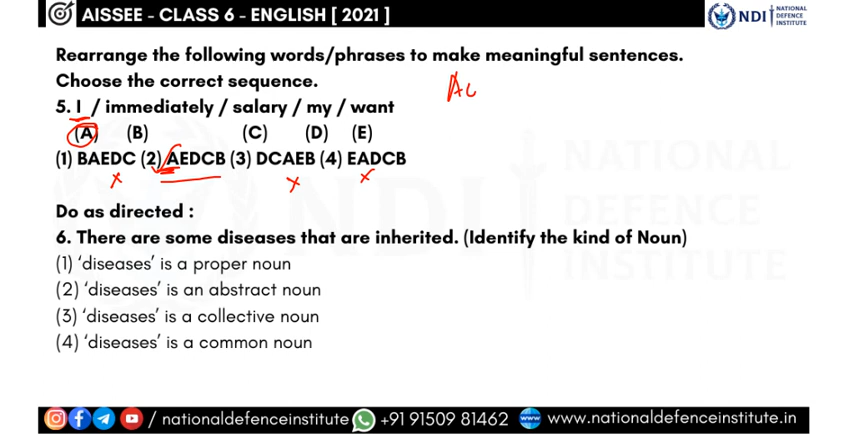 AISSEE - CLASS 6 - ENGLISH [ 2021 ]
NDI NATIONAL DEFENCE INSTITUTE
Rearrange the following words/phrases to make meaningful sentences.
Choose the correct sequence.
5. I / immediately / salary / my / want
(A) (B) (C) (D) (E)
(1) BAEDC (2) AEDCB (3) DCAEB (4) EADCB
Do as directed :
6. There are some diseases that are inherited. (Identify the kind of Noun)
(1) ‘diseases’ is a proper noun
(2) ‘diseases’ is an abstract noun
(3) ‘diseases’ is a collective noun
(4) ‘diseases’ is a common noun
NDI NATIONAL DEFENCE INSTITUTE
/ nationaldefenceinstitute +91 91509 81462 www.nationaldefenceinstitute.in